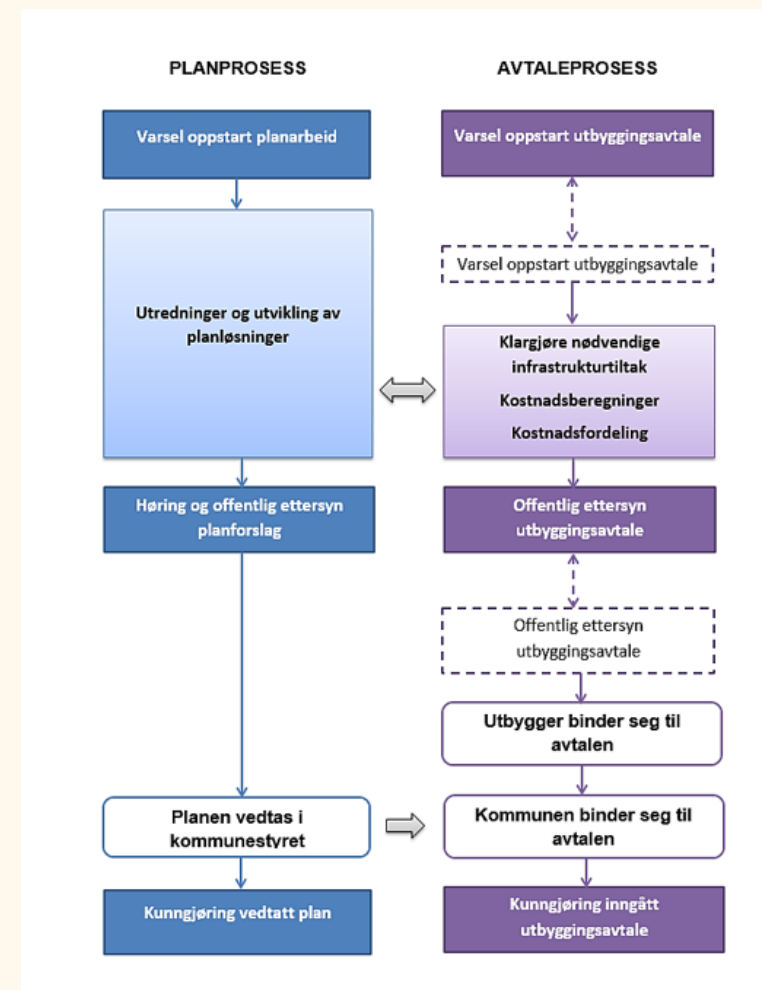 PLANPROSESS
Varsel oppstart planarbeid
Utredninger og utvikling av
planløsninger
Høring og offentlig ettersyn
planforslag
Planen vedtas i
kommunestyret
Kunngjøring vedtatt plan
AVTALEPROSESS
Varsel oppstart utbyggingsavtale
Varsel oppstart utbyggingsavtale
Klargjøre nødvendige
infrastrukturtiltak
Kostnadsberegninger
Kostnadsfordeling
Offentlig ettersyn
utbyggingsavtale
Offentlig ettersyn
utbyggingsavtale
Utbygger binder seg til
avtalen
Kommunen binder seg til
avtalen
Kunngjøring inngått
utbyggingsavtale